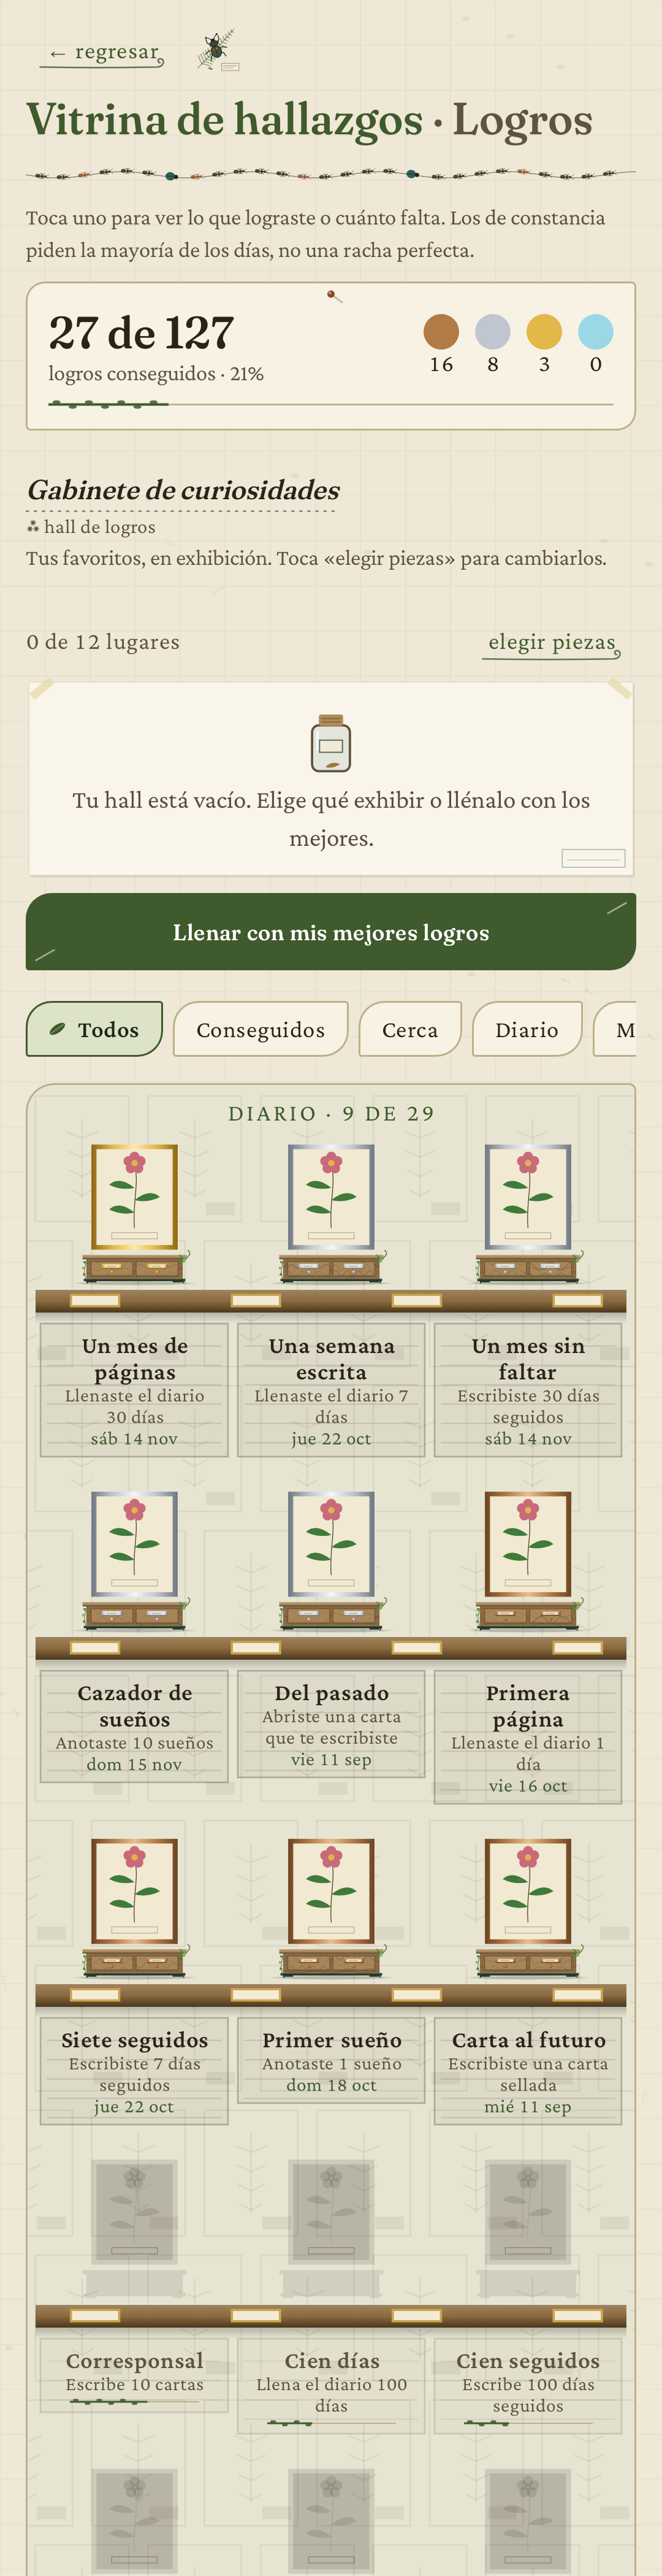 ← regresar
Vitrina de hallazgos · Logros
Toca uno para ver lo que lograste o cuánto falta. Los de constancia
piden la mayoría de los días, no una racha perfecta.
27 de 127
logros conseguidos · 21%
16 8 3 0
Gabinete de curiosidades
hall de logros
Tus favoritos, en exhibición. Toca «elegir piezas» para cambiarlos.
0 de 12 lugares
elegir piezas
Tu hall está vacío. Elige qué exhibir o llénalo con los
mejores.
Llenar con mis mejores logros
Todos Conseguidos Cerca Diario M
DIARIO · 9 DE 29
Un mes de
páginas
Llenaste el diario
30 días
sáb 14 nov
Una semana
escrita
Llenaste el diario 7
días
jue 22 oct
Un mes sin
faltar
Escribiste 30 días
seguidos
sáb 14 nov
Cazador de
sueños
Anotaste 10 sueños
dom 15 nov
Del pasado
Abriste una carta
que te escribiste
vie 11 sep
Primera
página
Llenaste el diario 1
día
vie 16 oct
Siete seguidos
Escribiste 7 días
seguidos
jue 22 oct
Primer sueño
Anotaste 1 sueño
dom 18 oct
Carta al futuro
Escribiste una carta
sellada
mié 11 sep
Corresponsal
Escribe 10 cartas
Cien días
Llena el diario 100
días
Cien seguidos
Escribe 100 días
seguidos